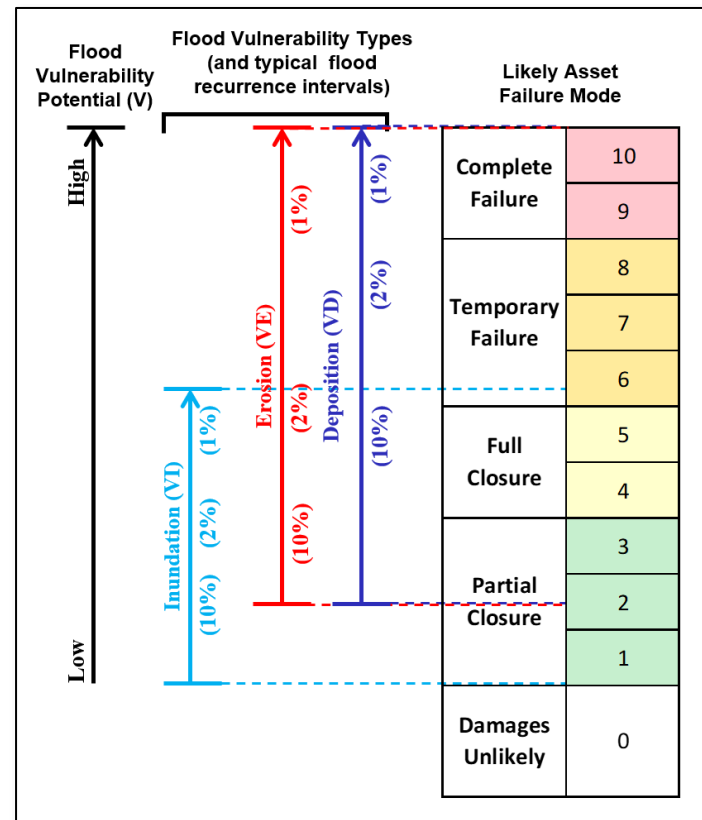 Flood
Vulnerability
Potential (V)
Flood Vulnerability Types
(and typical flood
recurrence intervals)
Likely Asset
Failure Mode
High
Low
Inundation (VI)
(10%)
(2%)
(1%)
Erosion (VE)
(10%)
(2%)
(1%)
Deposition (VD)
(10%)
(2%)
(1%)
Complete
Failure
10
9
Temporary
Failure
8
7
6
Full
Closure
5
4
Partial
Closure
3
2
1
Damages
Unlikely
0